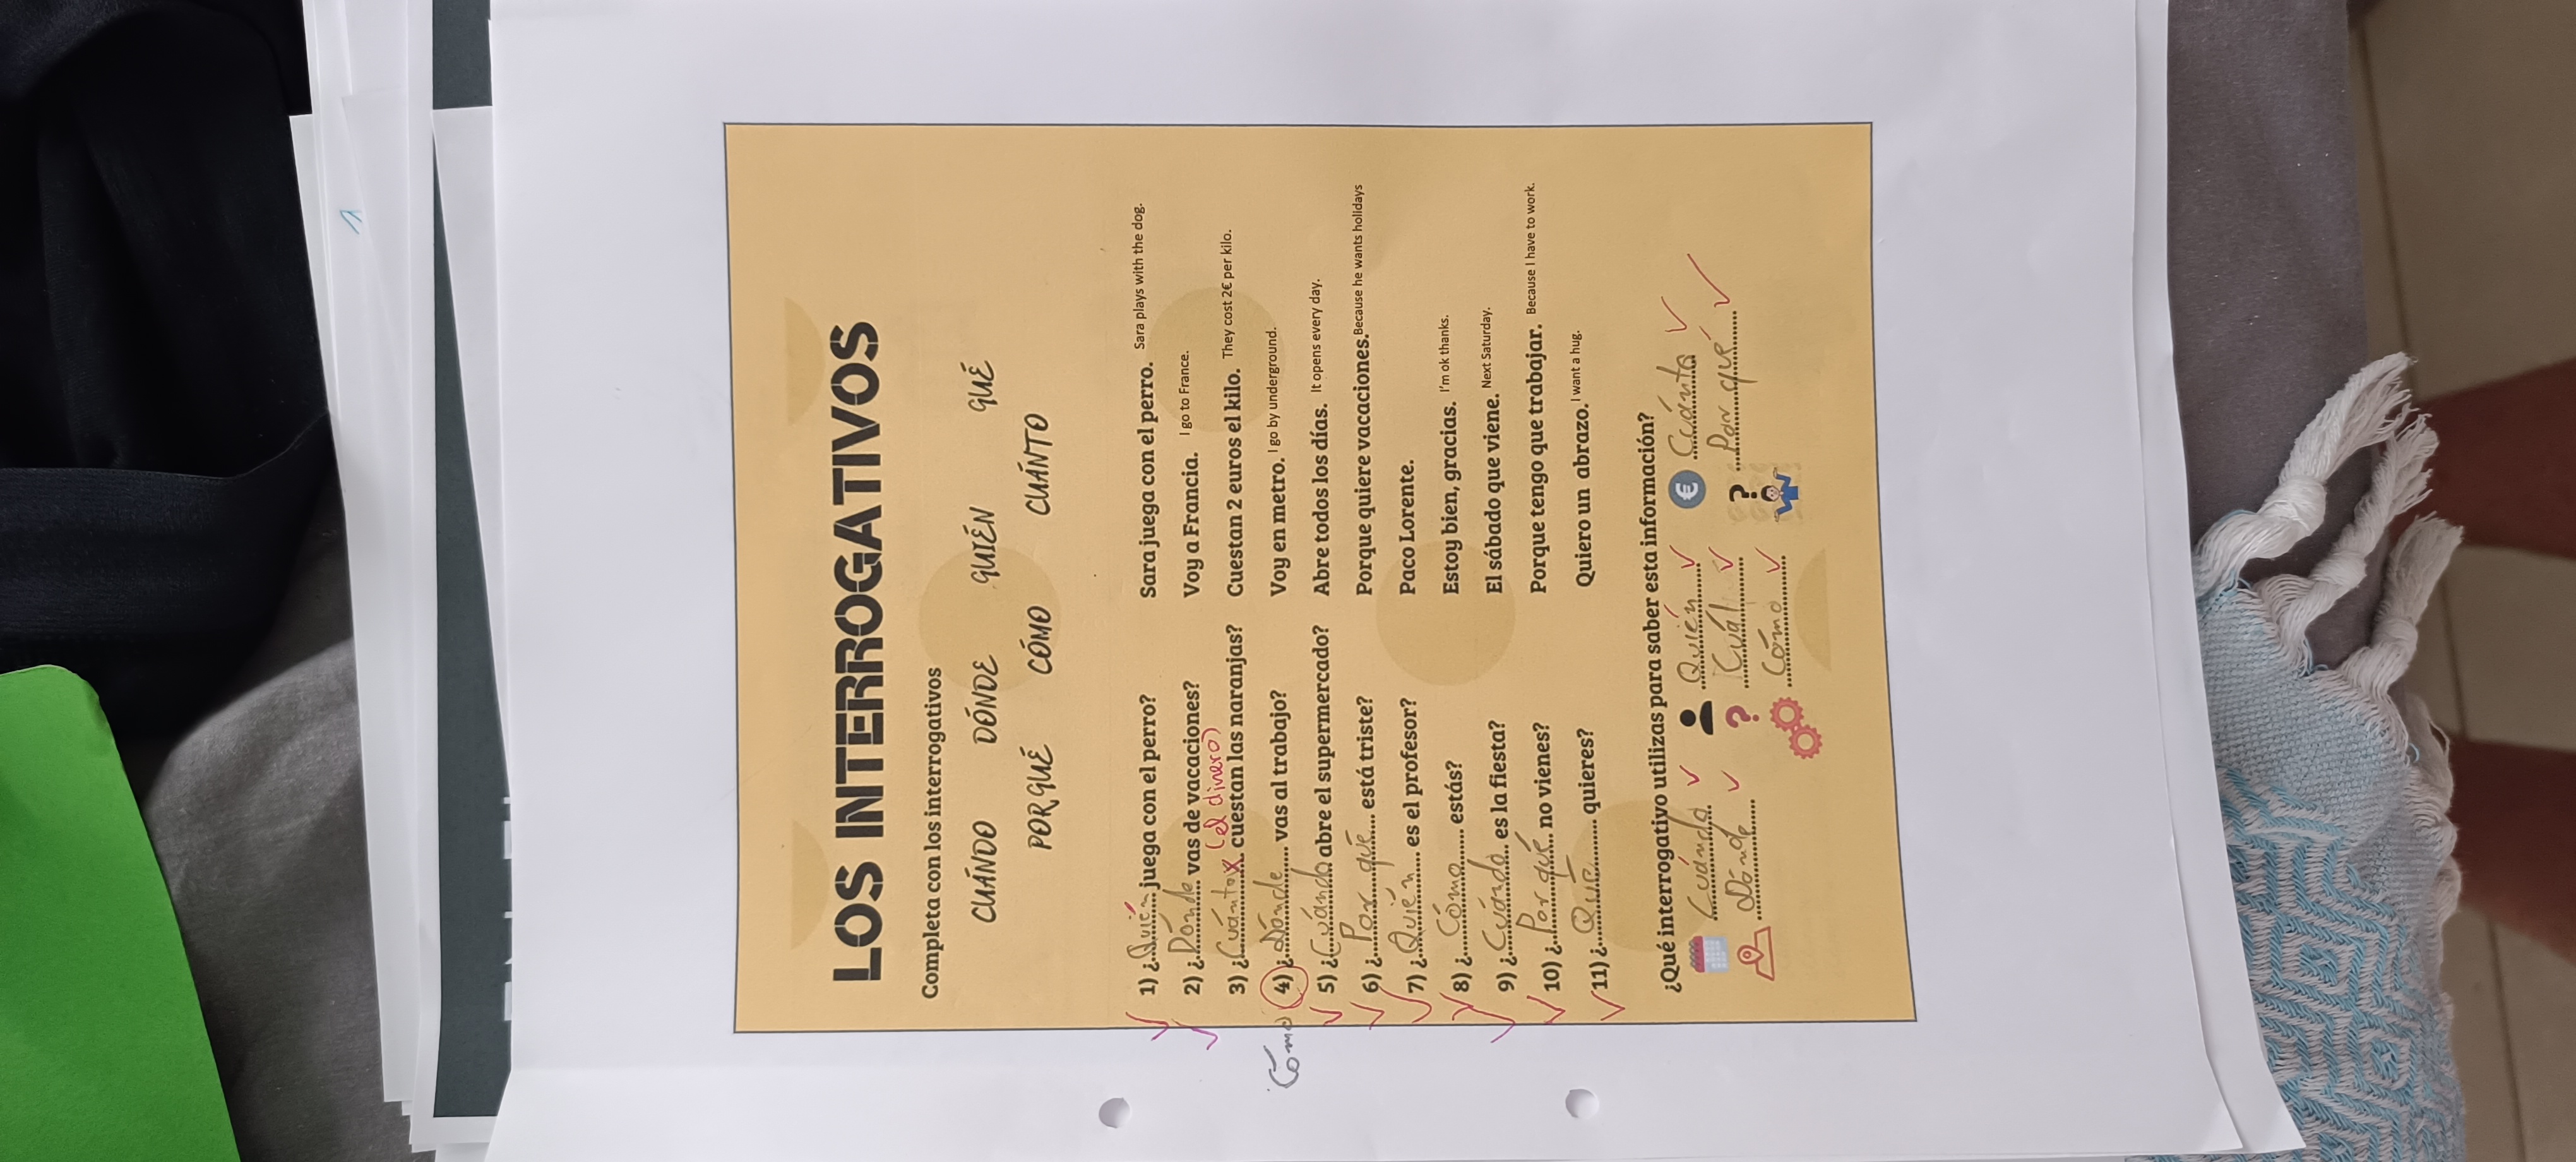 LOS INTERROGATIVOS
Completa con los interrogativos
CUÁNDO DÓNDE QUIÉN QUÉ
PORQUÉ CÓMO CUÁNTO
1) ¿Quién juega con el perro? Sara juega con el perro. Sara plays with the dog.
2) ¿Dónde vas de vacaciones? Voy a Francia. I go to France.
(el dinero)
3) ¿Cuánto cuestan las naranjas? Cuestan 2 euros el kilo. They cost 2€ per kilo.
Cómo 4) ¿Dónde vas al trabajo? Voy en metro. I go by underground.
5) ¿Cuándo abre el supermercado? Abre todos los días. It opens every day.
6) ¿Por qué está triste? Porque quiere vacaciones. Because he wants holidays
7) ¿Quién es el profesor? Paco Lorente.
8) ¿Cómo estás? Estoy bien, gracias. I'm ok thanks.
9) ¿Cuándo es la fiesta? El sábado que viene. Next Saturday.
10) ¿Por qué no vienes? Porque tengo que trabajar. Because I have to work.
11) ¿Qué quieres? Quiero un abrazo. I want a hug.
¿Qué interrogativo utilizas para saber esta información?
Cuándo Quién € Cuánto
Dónde ? Cuál ? Por qué
Cómo